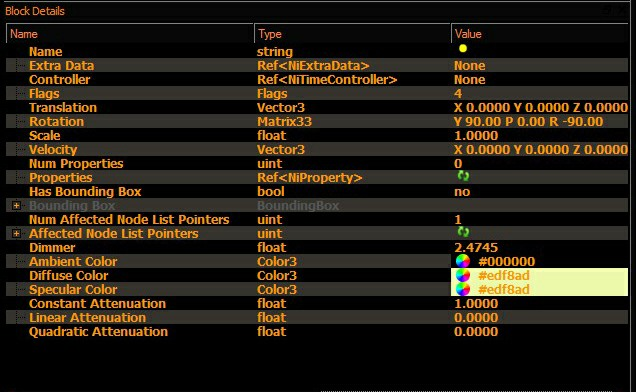 Block Details
Name Type Value
Name string
Extra Data Ref<NiExtraData> None
Controller Ref<NiTimeController> None
Flags Flags 4
Translation Vector3 X 0.0000 Y 0.0000 Z 0.0000
Rotation Matrix33 Y 90.00 P 0.00 R -90.00
Scale float 1.0000
Velocity Vector3 X 0.0000 Y 0.0000 Z 0.0000
Num Properties uint 0
Properties Ref<NiProperty>
Has Bounding Box bool no
Bounding Box BoundingBox
Num Affected Node List Pointers uint 1
Affected Node List Pointers uint
Dimmer float 2.4745
Ambient Color Color3 #000000
Diffuse Color Color3 #edf8ad
Specular Color Color3 #edf8ad
Constant Attenuation float 1.0000
Linear Attenuation float 0.0000
Quadratic Attenuation float 0.0000